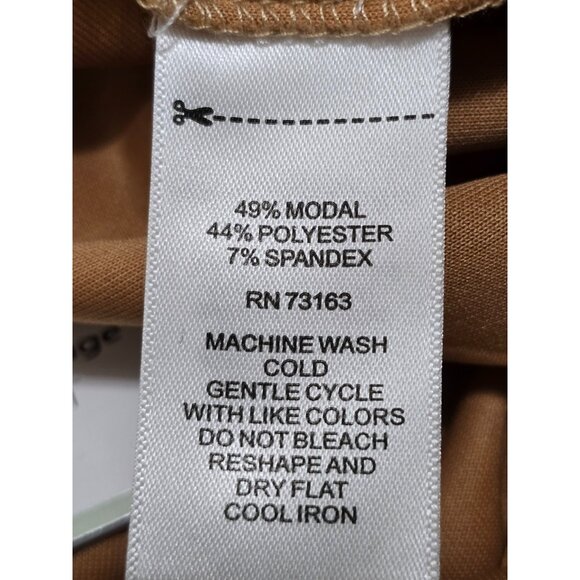 49% MODAL
44% POLYESTER
7% SPANDEX
RN 73163
MACHINE WASH
COLD
GENTLE CYCLE
WITH LIKE COLORS
DO NOT BLEACH
RESHAPE AND
DRY FLAT
COOL IRON